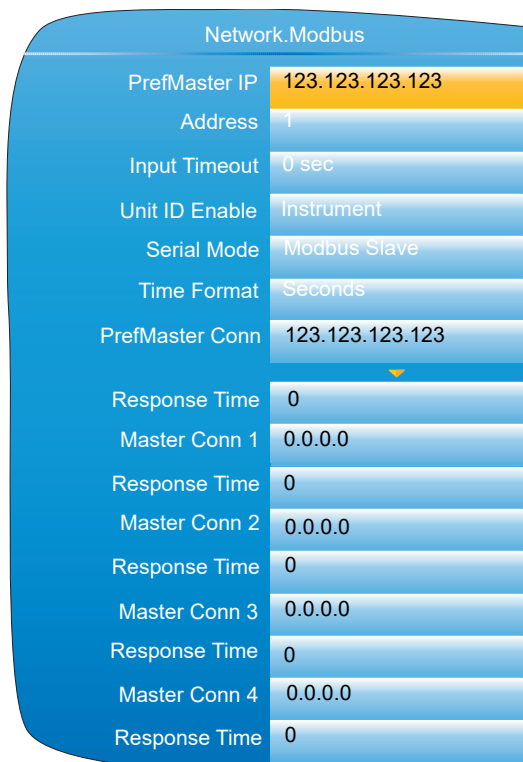 Network.Modbus
PrefMaster IP 123.123.123.123
Address 1
Input Timeout 0 sec
Unit ID Enable Instrument
Serial Mode Modbus Slave
Time Format Seconds
PrefMaster Conn 123.123.123.123
Response Time 0
Master Conn 1 0.0.0.0
Response Time 0
Master Conn 2 0.0.0.0
Response Time 0
Master Conn 3 0.0.0.0
Response Time 0
Master Conn 4 0.0.0.0
Response Time 0